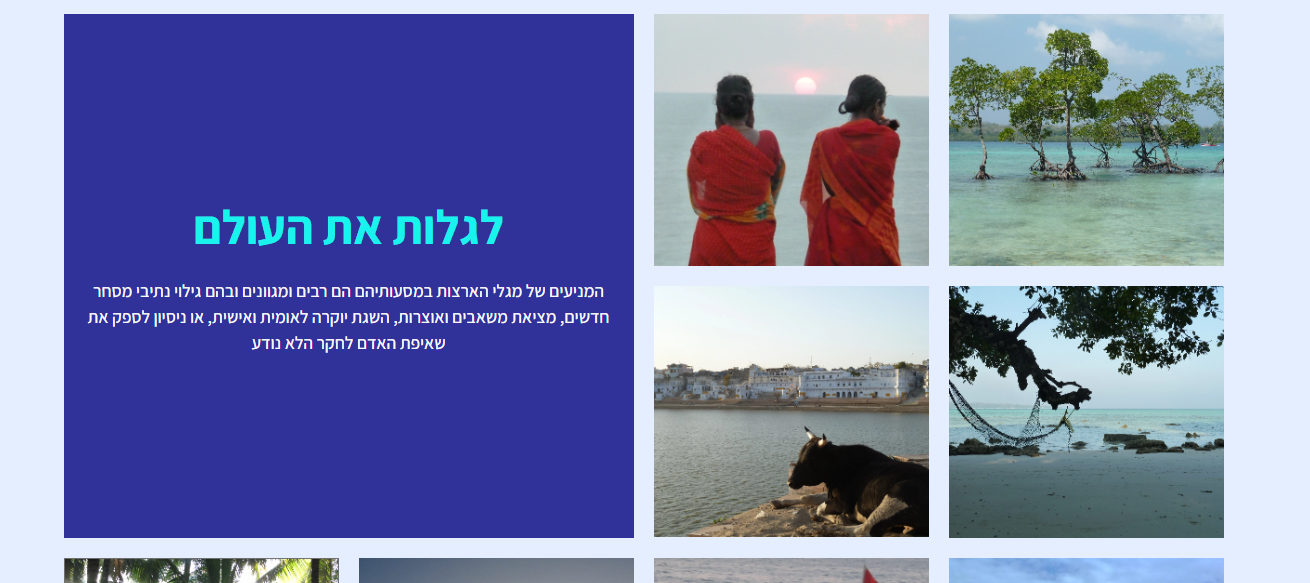 לגלות את העולם
המניעים של מגלי הארצות במסעותיהם הם רבים ומגוונים ובהם גילוי נתיבי מסחר
חדשים, מציאת משאבים ואוצרות, השגת יוקרה לאומית ואישית, או ניסיון לספק את
שאיפת האדם לחקר הלא נודע